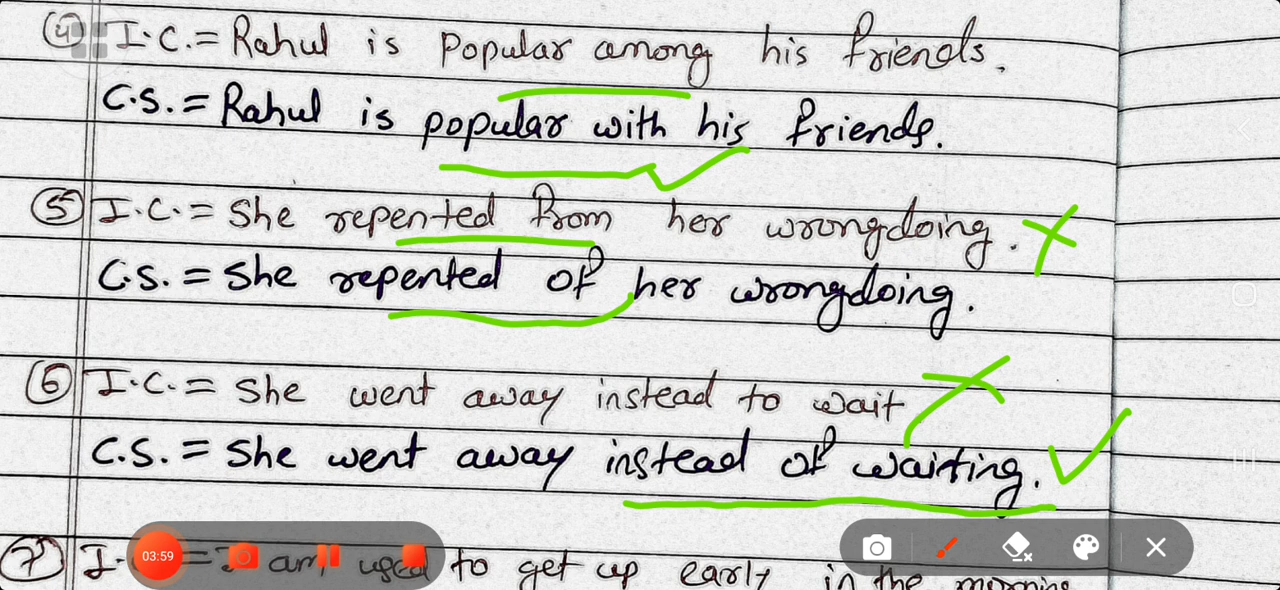 ④ I.C. = Rahul is popular among his friends.
C.S. = Rahul is popular with his friends.
⑤ I.C. = She repented from her wrongdoing.
C.S. = She repented of her wrongdoing.
⑥ I.C. = She went away instead to wait
C.S. = She went away instead of waiting.
⑦ I. = I am used to get up early in the morning
03:59